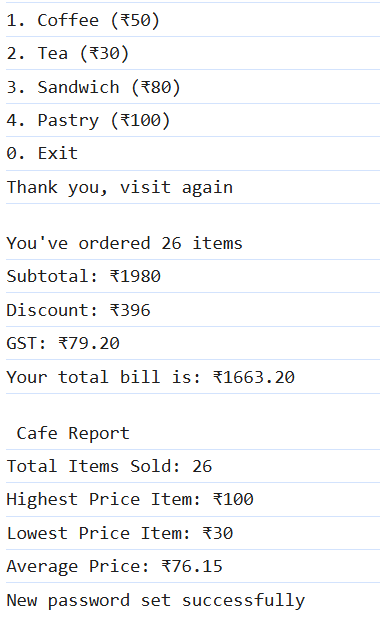 1. Coffee (₹50)
2. Tea (₹30)
3. Sandwich (₹80)
4. Pastry (₹100)
0. Exit
Thank you, visit again
You've ordered 26 items
Subtotal: ₹1980
Discount: ₹396
GST: ₹79.20
Your total bill is: ₹1663.20
Cafe Report
Total Items Sold: 26
Highest Price Item: ₹100
Lowest Price Item: ₹30
Average Price: ₹76.15
New password set successfully